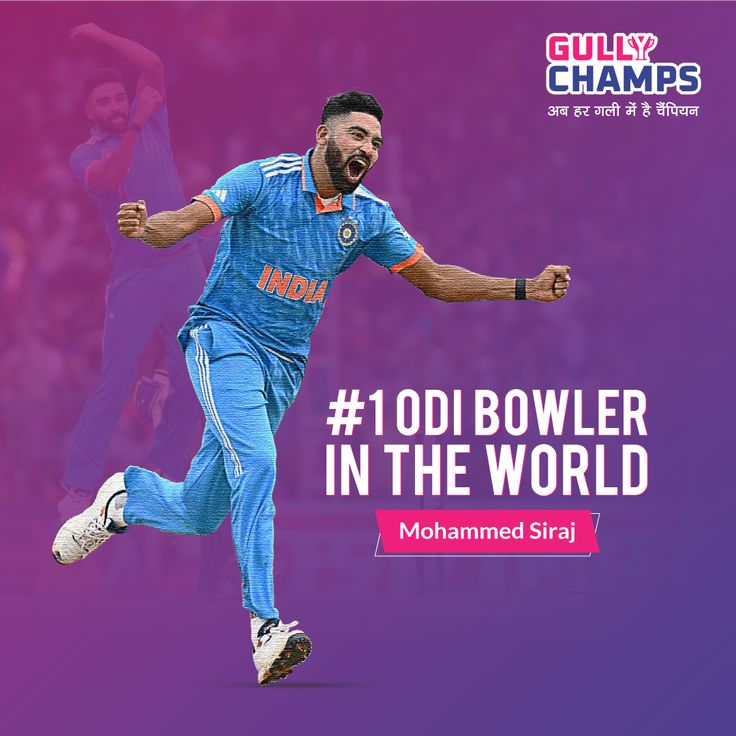 GULLY
CHAMPS
अब हर गली में है चैंपियन
INDIA
#1 ODI BOWLER
IN THE WORLD
Mohammed Siraj